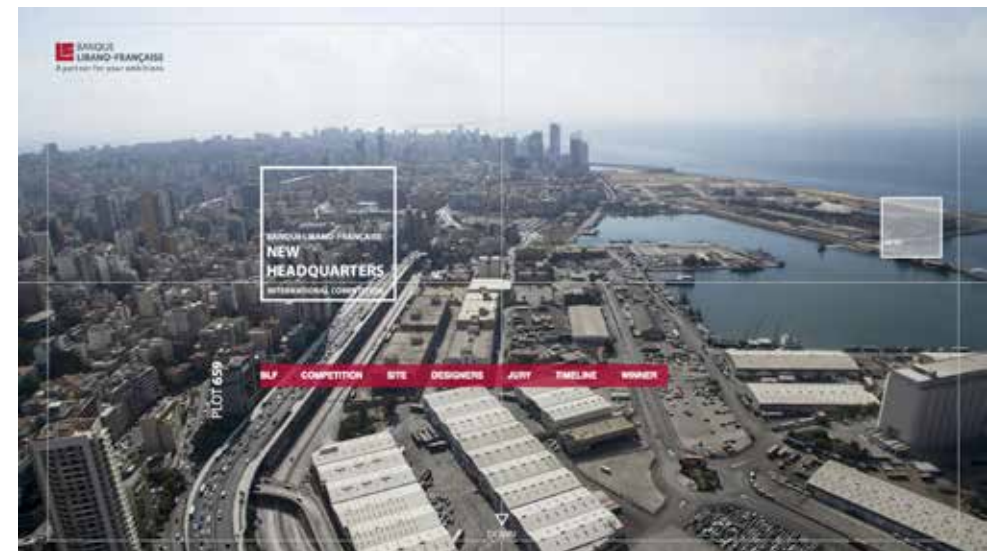 BANQUE
LIBANO-FRANÇAISE
A partner for your ambitions
BANQUE LIBANO-FRANÇAISE
NEW
HEADQUARTERS
INTERNATIONAL COMPETITION
PLOT 659
BLF COMPETITION SITE DESIGNERS JURY TIMELINE WINNER